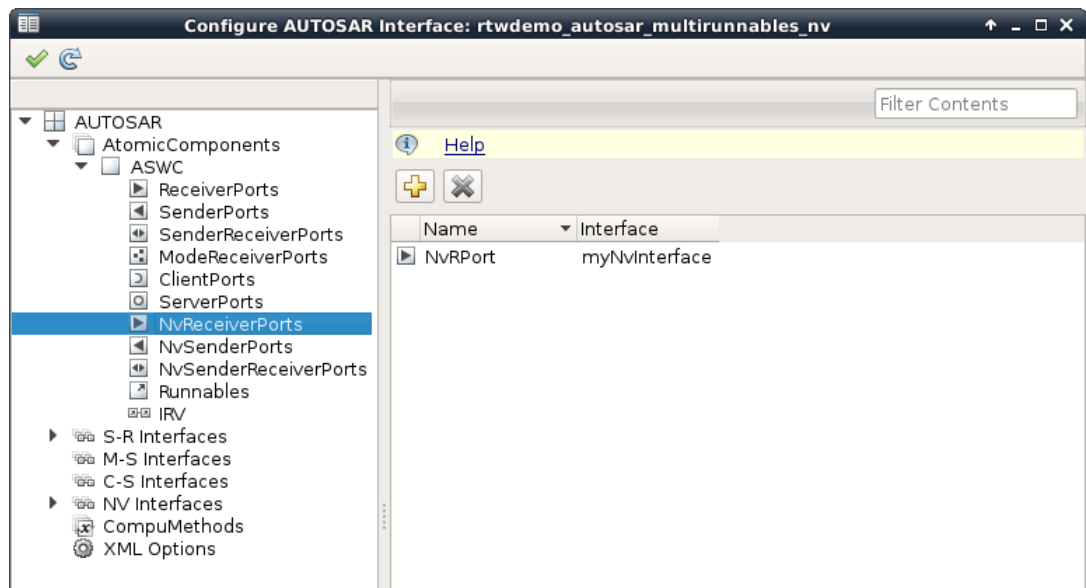 Configure AUTOSAR Interface: rtwdemo_autosar_multirunnables_nv
Filter Contents
AUTOSAR
AtomicComponents
ASWC
ReceiverPorts
SenderPorts
SenderReceiverPorts
ModeReceiverPorts
ClientPorts
ServerPorts
NvReceiverPorts
NvSenderPorts
NvSenderReceiverPorts
Runnables
IRV
S-R Interfaces
M-S Interfaces
C-S Interfaces
NV Interfaces
CompuMethods
XML Options
Help
Name Interface
NvRPort myNvInterface